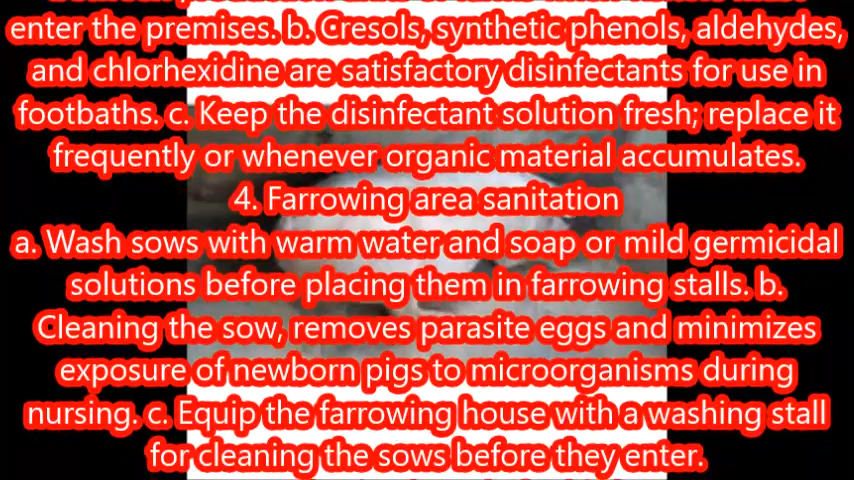 enter the premises. b. Cresols, synthetic phenols, aldehydes,
and chlorhexidine are satisfactory disinfectants for use in
footbaths. c. Keep the disinfectant solution fresh; replace it
frequently or whenever organic material accumulates.
4. Farrowing area sanitation
a. Wash sows with warm water and soap or mild germicidal
solutions before placing them in farrowing stalls. b.
Cleaning the sow, removes parasite eggs and minimizes
exposure of newborn pigs to microorganisms during
nursing. c. Equip the farrowing house with a washing stall
for cleaning the sows before they enter.